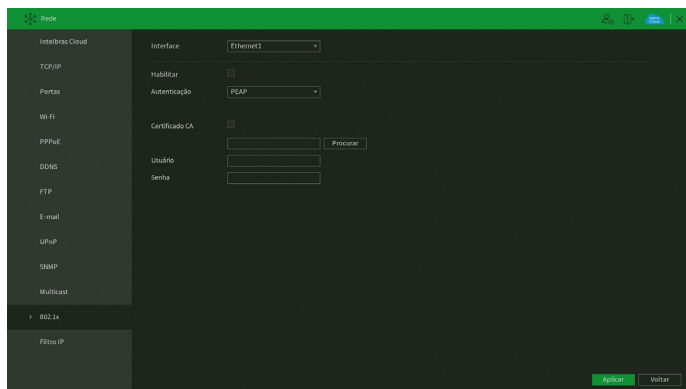 Rede
Intelbras Cloud
TCP/IP
Portas
Wi-Fi
PPPoE
DDNS
FTP
E-mail
UPnP
SNMP
Multicast
802.1x
Filtro IP
Interface Ethernet1
Habilitar
Autenticação PEAP
Certificado CA
Procurar
Usuário
Senha
Aplicar Voltar